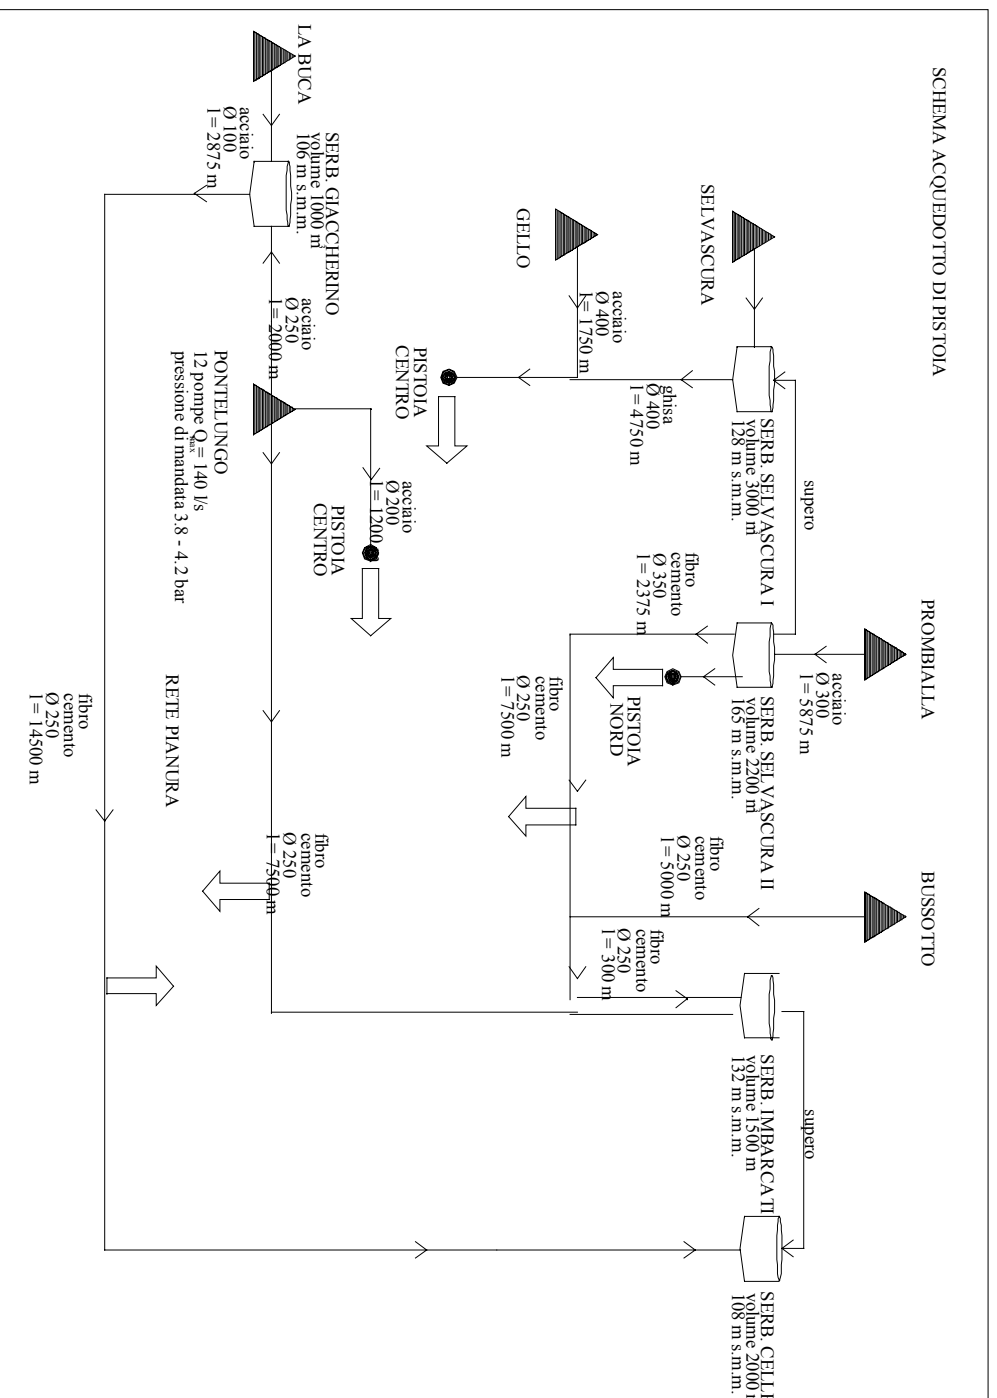 SCHEMA ACQUEDOTTO DI PISTOIA
PROMBIALLA
BUSSOTTO
acciaio
Ø 300
l = 5875 m
supero
supero
SELVASCURA
SERB. SELVASCURA I
volume 3000 m³
128 m s.m.m.
SERB. SELVASCURA II
volume 2200 m³
165 m s.m.m.
SERB. IMBARCATI
volume 1500 m
132 m s.m.m.
volume 2000
108 m s.m.m.
ghisa
Ø 400
l = 4750 m
fibro
cemento
Ø 350
l = 2375 m
PISTOIA
NORD
fibro
cemento
Ø 250
l = 5000 m
fibro
cemento
Ø 250
l = 300 m
GELLO
acciaio
Ø 400
l = 1750 m
fibro
cemento
Ø 250
l = 7500 m
PISTOIA
CENTRO
acciaio
Ø 200
l = 1200
PISTOIA
CENTRO
LA BUCA
SERB. GIACCHERINO
volume 1000 m³
106 m s.m.m.
acciaio
Ø 250
l = 2000 m
fibro
cemento
Ø 250
l = 7500 m
acciaio
Ø 100
l = 2875 m
PONTELUNGO
12 pompe Qmax = 140 l/s
pressione di mandata 3.8 - 4.2 bar
RETE PIANURA
fibro
cemento
Ø 250
l = 14500 m